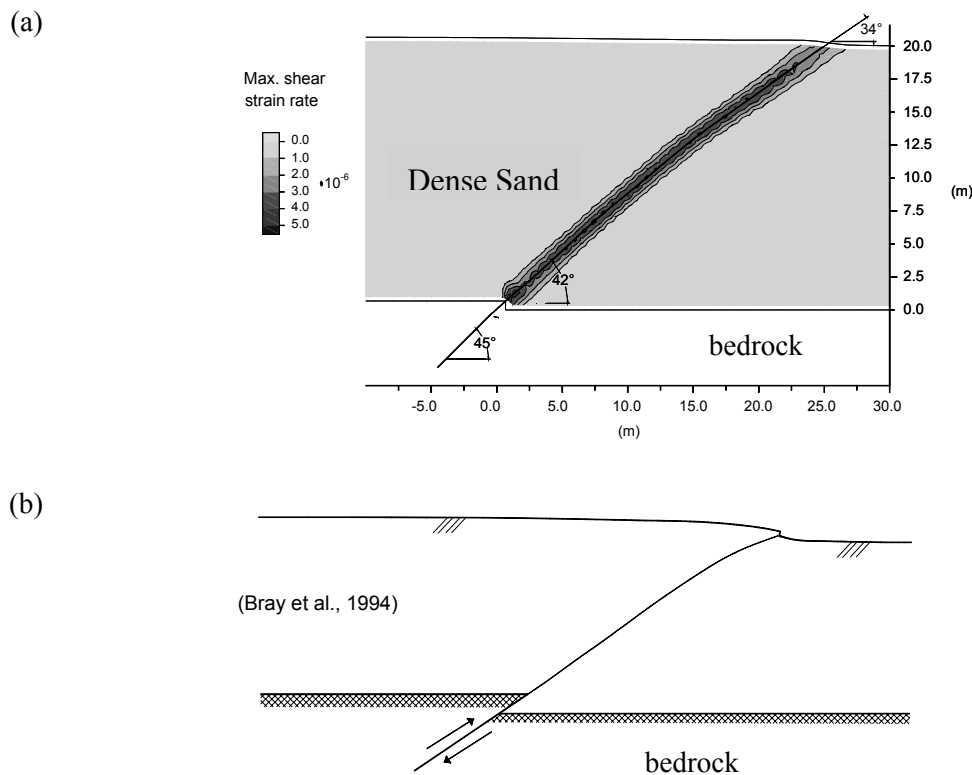 (a)
34°
Max. shear
strain rate
0.0
1.0
2.0
3.0
4.0
5.0
•10⁻⁶
Dense Sand
20.0
17.5
15.0
12.5
10.0
7.5
5.0
2.5
0.0
(m)
42°
45°
bedrock
-5.0 0.0 5.0 10.0 15.0 20.0 25.0 30.0
(m)
(b)
(Bray et al., 1994)
bedrock